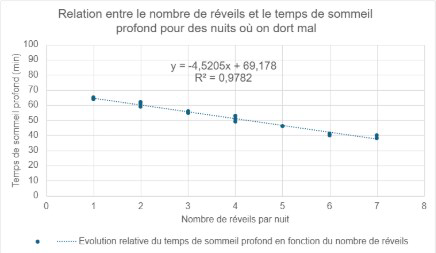 Relation entre le nombre de réveils et le temps de sommeil
profond pour des nuits où on dort mal
y = -4,5205x + 69,178
R² = 0,9782
Temps de sommeil profond (min)
100
90
80
70
60
50
40
30
20
10
0
0 1 2 3 4 5 6 7 8
Nombre de réveils par nuit
Evolution relative du temps de sommeil profond en fonction du nombre de réveils